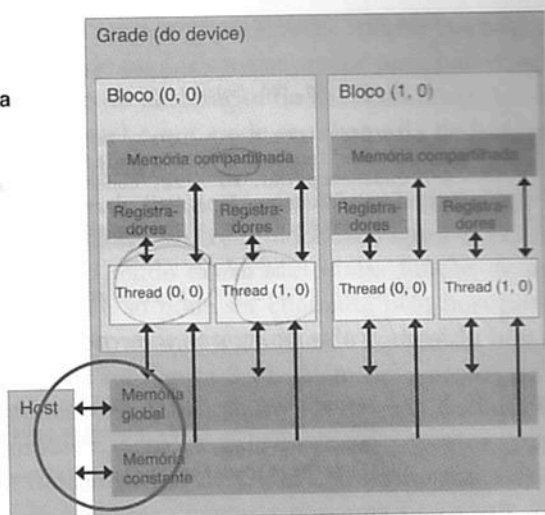 a
Grade (do device)
Bloco (0, 0)
Bloco (1, 0)
Memória compartilhada
Memória compartilhada
Registra-
dores
Registra-
dores
Registra-
dores
Registra-
dores
Thread (0, 0)
Thread (1, 0)
Thread (0, 0)
Thread (1, 0)
Host
Memória
global
Memória
constante